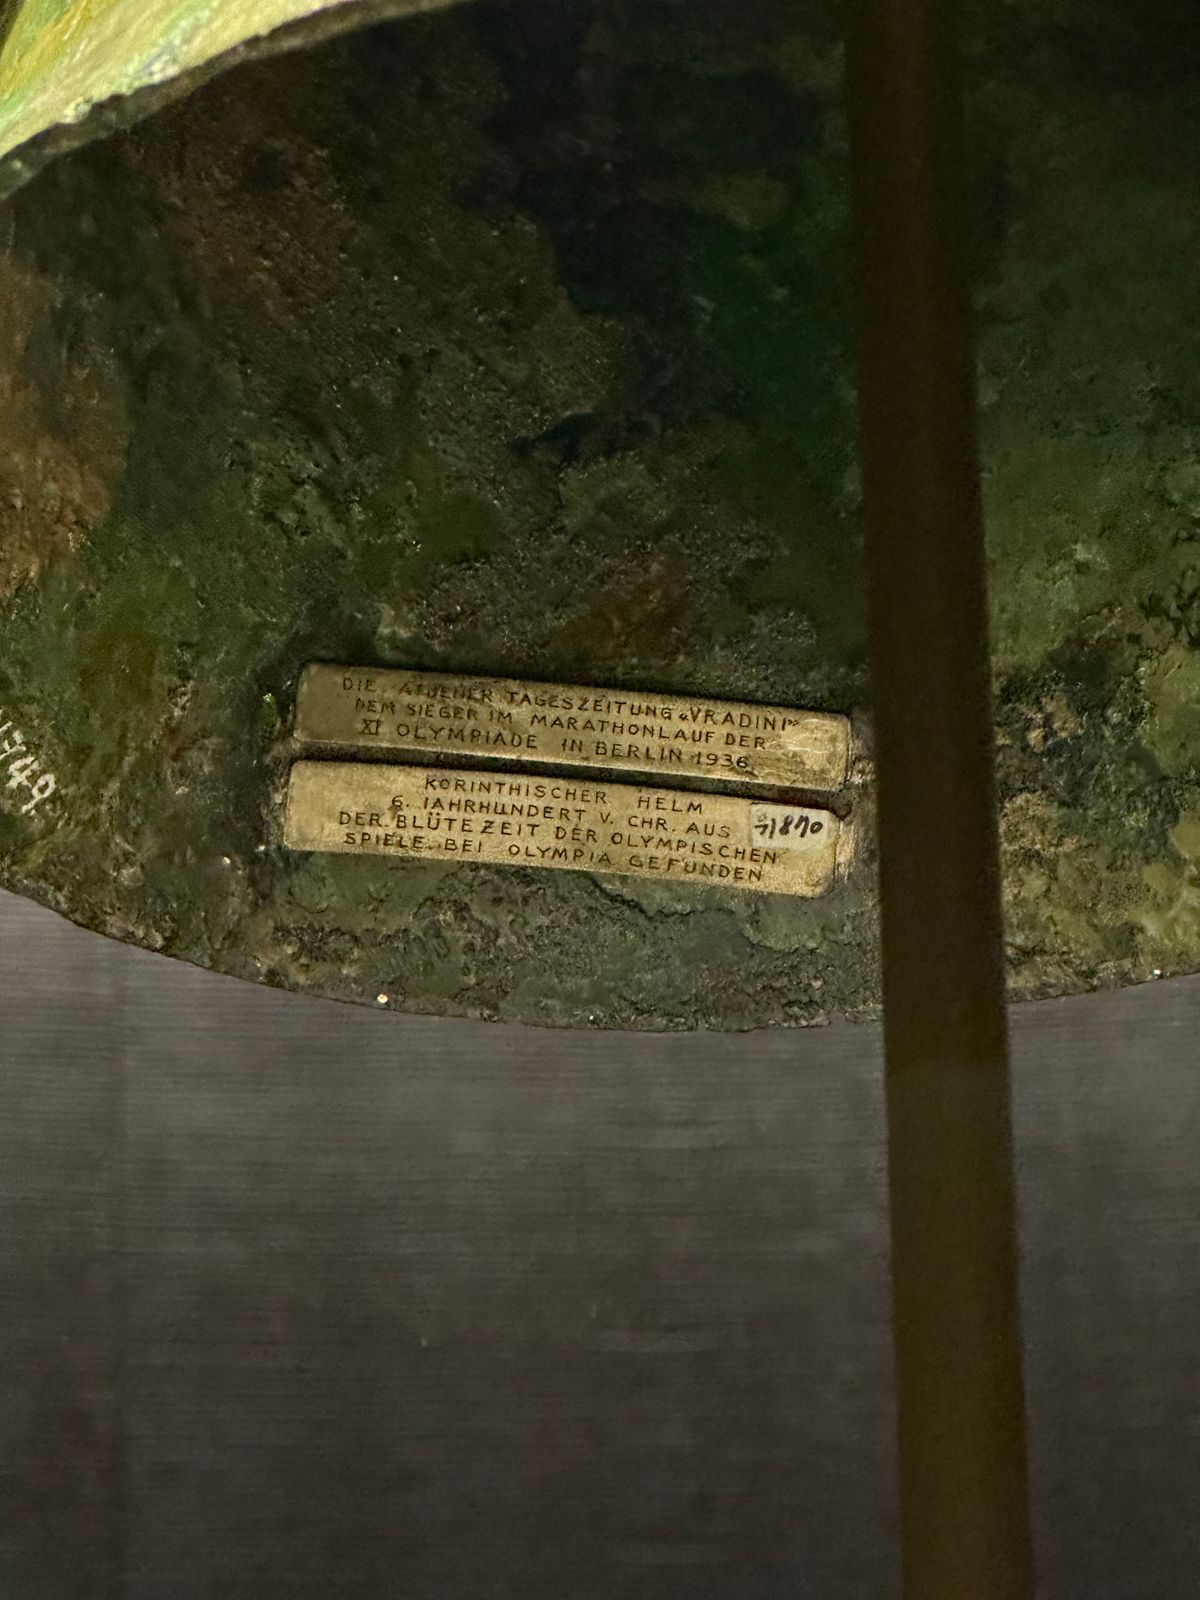 DIE ATHENER TAGESZEITUNG «VRADINI»
DEM SIEGER IM MARATHONLAUF DER
XI OLYMPIADE IN BERLIN 1936
KORINTHISCHER HELM
6. JAHRHUNDERT V. CHR. AUS
DER BLÜTEZEIT DER OLYMPISCHEN
SPIELE BEI OLYMPIA GEFUNDEN